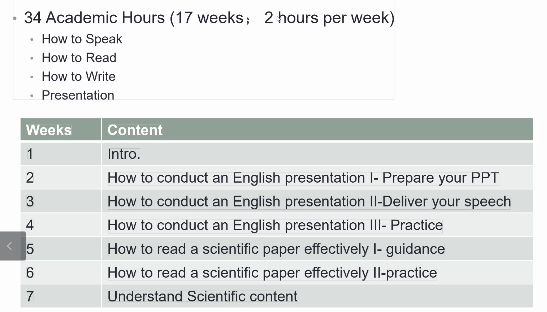 34 Academic Hours (17 weeks； 2 hours per week)
How to Speak
How to Read
How to Write
Presentation
Weeks Content
1 Intro.
2 How to conduct an English presentation I- Prepare your PPT
3 How to conduct an English presentation II-Deliver your speech
4 How to conduct an English presentation III- Practice
5 How to read a scientific paper effectively I- guidance
6 How to read a scientific paper effectively II-practice
7 Understand Scientific content